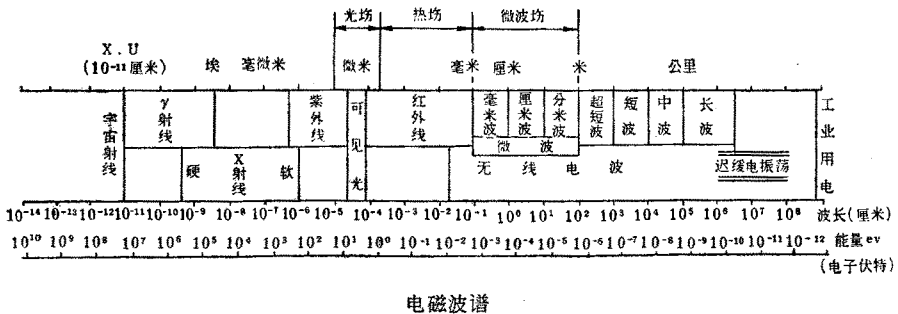 光场 热场 微波场
X.U 埃 毫微米 微米 毫米 厘米 米 公里
(10-11厘米)
宇宙射线
γ射线
紫外线
可见光
红外线
毫米波
厘米波
分米波
超短波
短波
中波
长波
工业用电
微波
硬 X射线 软
无线电波
迟缓电振荡
10-14 10-13 10-12 10-11 10-10 10-9 10-8 10-7 10-6 10-5 10-4 10-3 10-2 10-1 100 101 102 103 104 105 106 107 108 波长(厘米)
1010 109 108 107 106 105 104 103 102 101 100 10-1 10-2 10-3 10-4 10-5 10-6 10-7 10-8 10-9 10-10 10-11 10-12 能量ev
(电子伏特)
电磁波谱